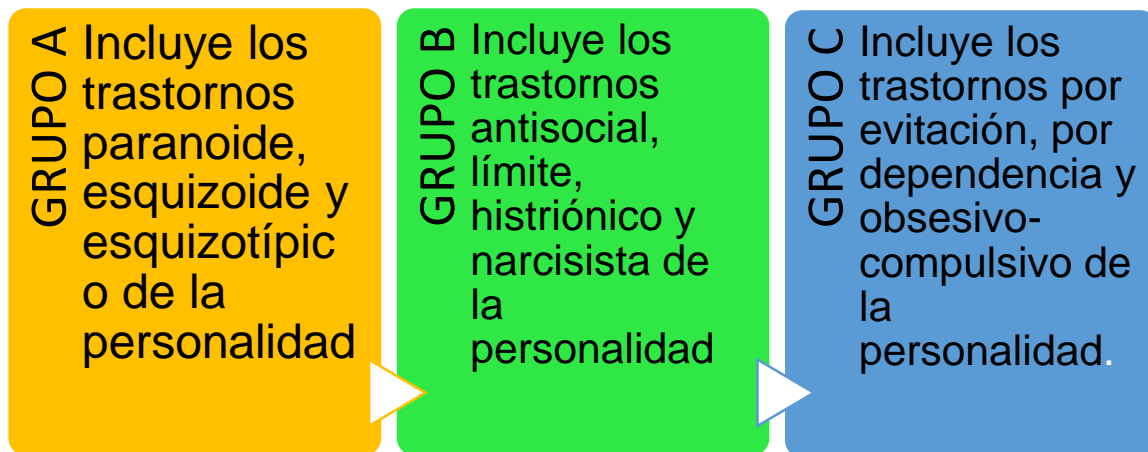 GRUPO A
Incluye los
trastornos
paranoide,
esquizoide y
esquizotípic
o de la
personalidad
GRUPO B
Incluye los
trastornos
antisocial,
límite,
histriónico y
narcisista de
la
personalidad
GRUPO C
Incluye los
trastornos por
evitación, por
dependencia y
obsesivo-
compulsivo de
la
personalidad.